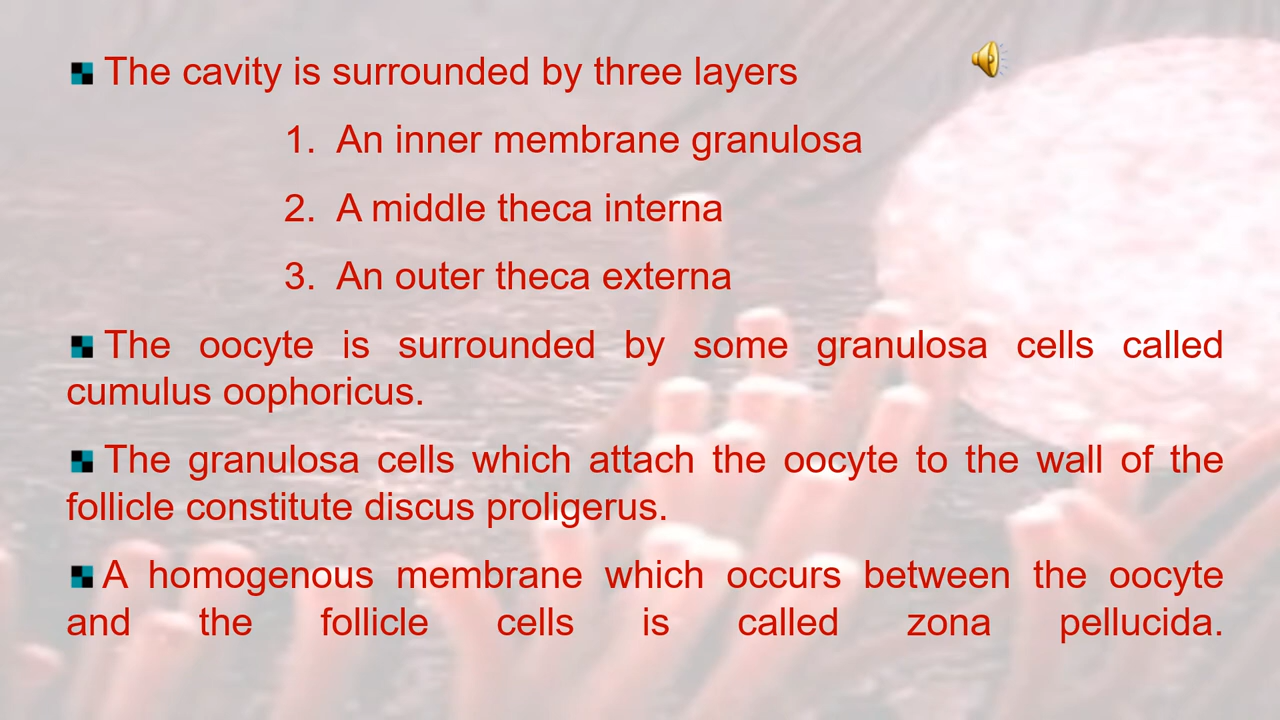 The cavity is surrounded by three layers
1. An inner membrane granulosa
2. A middle theca interna
3. An outer theca externa
The oocyte is surrounded by some granulosa cells called
cumulus oophoricus.
The granulosa cells which attach the oocyte to the wall of the
follicle constitute discus proligerus.
A homogenous membrane which occurs between the oocyte
and the follicle cells is called zona pellucida.